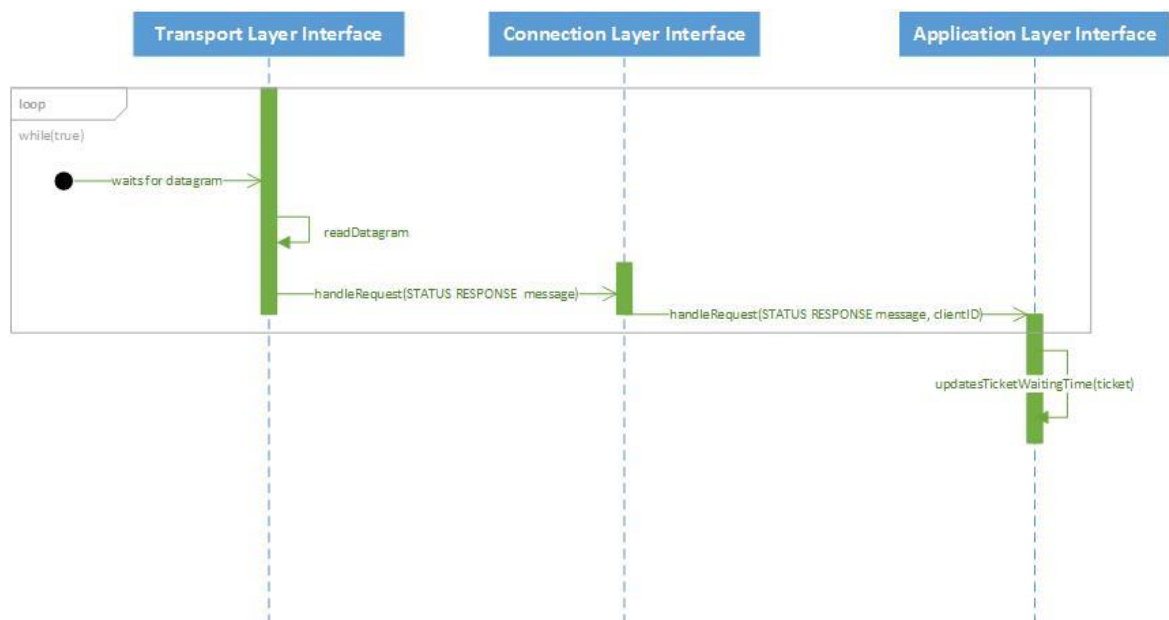 Transport Layer Interface
Connection Layer Interface
Application Layer Interface
loop
while(true)
waits for datagram
readDatagram
handleRequest(STATUS RESPONSE message)
handleRequest(STATUS RESPONSE message, clientID)
updatesTicketWaitingTime(ticket)